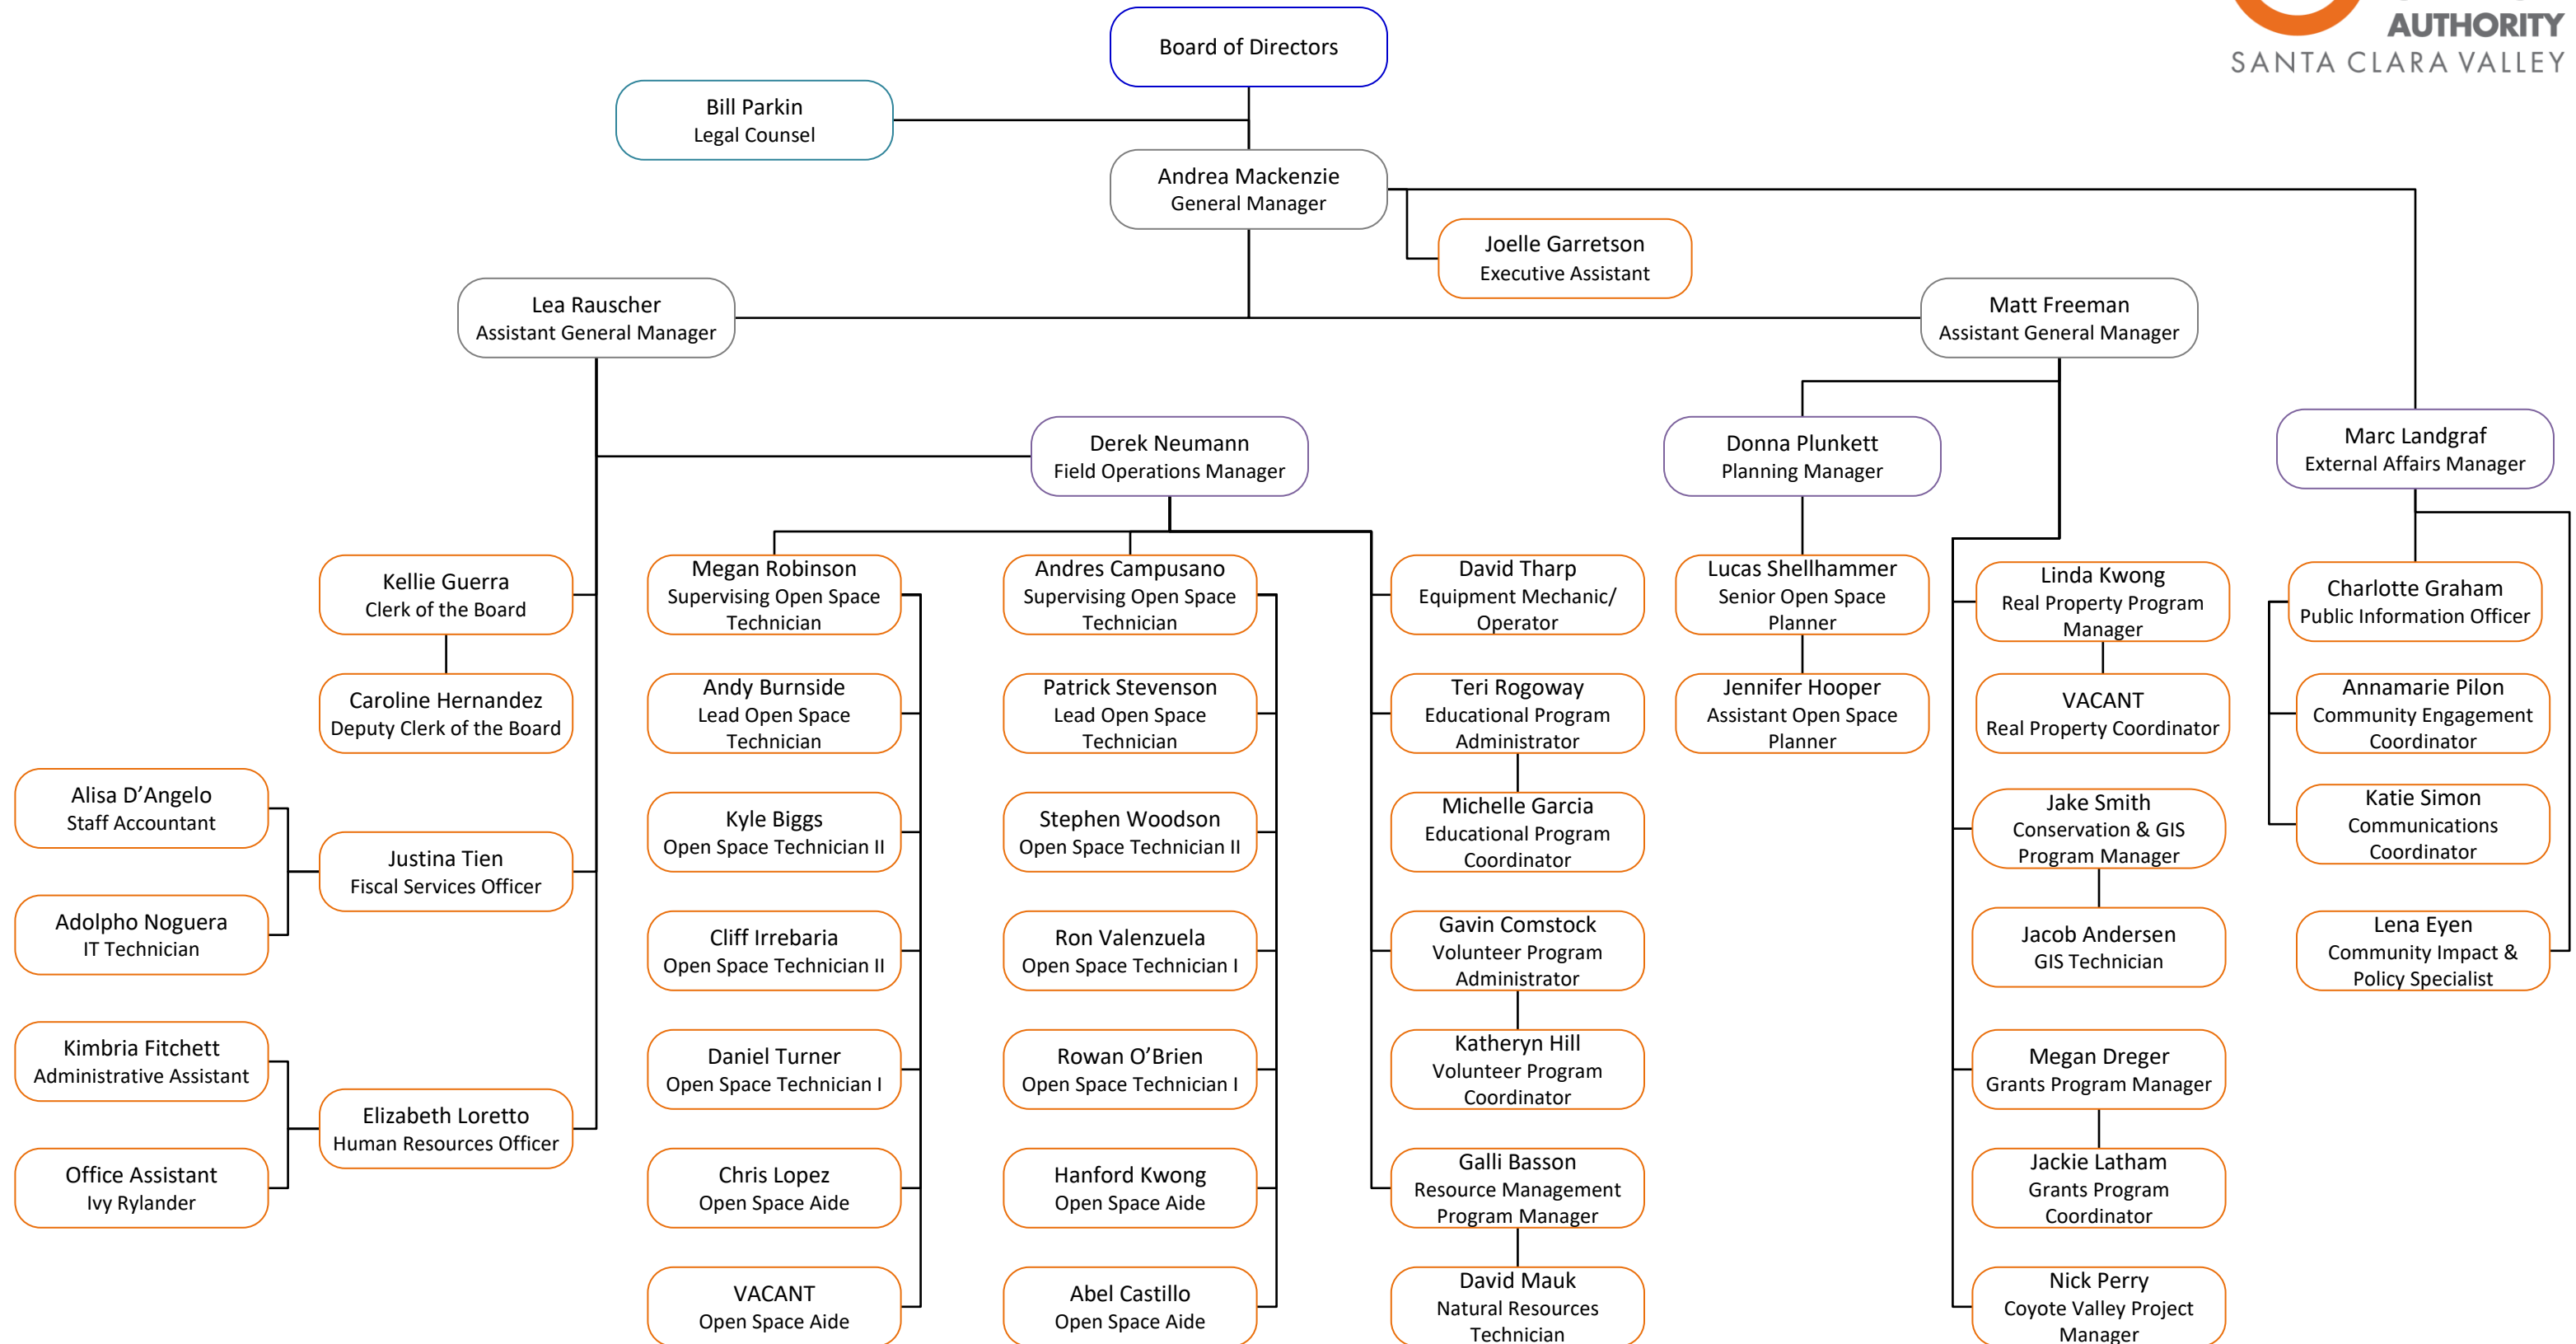 AUTHORITY
SANTA CLARA VALLEY
Board of Directors
Bill Parkin
Legal Counsel
Andrea Mackenzie
General Manager
Joelle Garretson
Executive Assistant
Lea Rauscher
Assistant General Manager
Matt Freeman
Assistant General Manager
Derek Neumann
Field Operations Manager
Donna Plunkett
Planning Manager
Marc Landgraf
External Affairs Manager
Kellie Guerra
Clerk of the Board
Caroline Hernandez
Deputy Clerk of the Board
Alisa D’Angelo
Staff Accountant
Justina Tien
Fiscal Services Officer
Adolpho Noguera
IT Technician
Kimbria Fitchett
Administrative Assistant
Elizabeth Loretto
Human Resources Officer
Office Assistant
Ivy Rylander
Megan Robinson
Supervising Open Space
Technician
Andy Burnside
Lead Open Space
Technician
Kyle Biggs
Open Space Technician II
Cliff Irrebaria
Open Space Technician II
Daniel Turner
Open Space Technician I
Chris Lopez
Open Space Aide
VACANT
Open Space Aide
Andres Campusano
Supervising Open Space
Technician
Patrick Stevenson
Lead Open Space
Technician
Stephen Woodson
Open Space Technician II
Ron Valenzuela
Open Space Technician I
Rowan O’Brien
Open Space Technician I
Hanford Kwong
Open Space Aide
Abel Castillo
Open Space Aide
David Tharp
Equipment Mechanic/
Operator
Teri Rogoway
Educational Program
Administrator
Michelle Garcia
Educational Program
Coordinator
Gavin Comstock
Volunteer Program
Administrator
Katheryn Hill
Volunteer Program
Coordinator
Galli Basson
Resource Management
Program Manager
David Mauk
Natural Resources
Technician
Lucas Shellhammer
Senior Open Space
Planner
Jennifer Hooper
Assistant Open Space
Planner
Linda Kwong
Real Property Program
Manager
VACANT
Real Property Coordinator
Jake Smith
Conservation & GIS
Program Manager
Jacob Andersen
GIS Technician
Megan Dreger
Grants Program Manager
Jackie Latham
Grants Program
Coordinator
Nick Perry
Coyote Valley Project
Manager
Charlotte Graham
Public Information Officer
Annamarie Pilon
Community Engagement
Coordinator
Katie Simon
Communications
Coordinator
Lena Eyen
Community Impact &
Policy Specialist